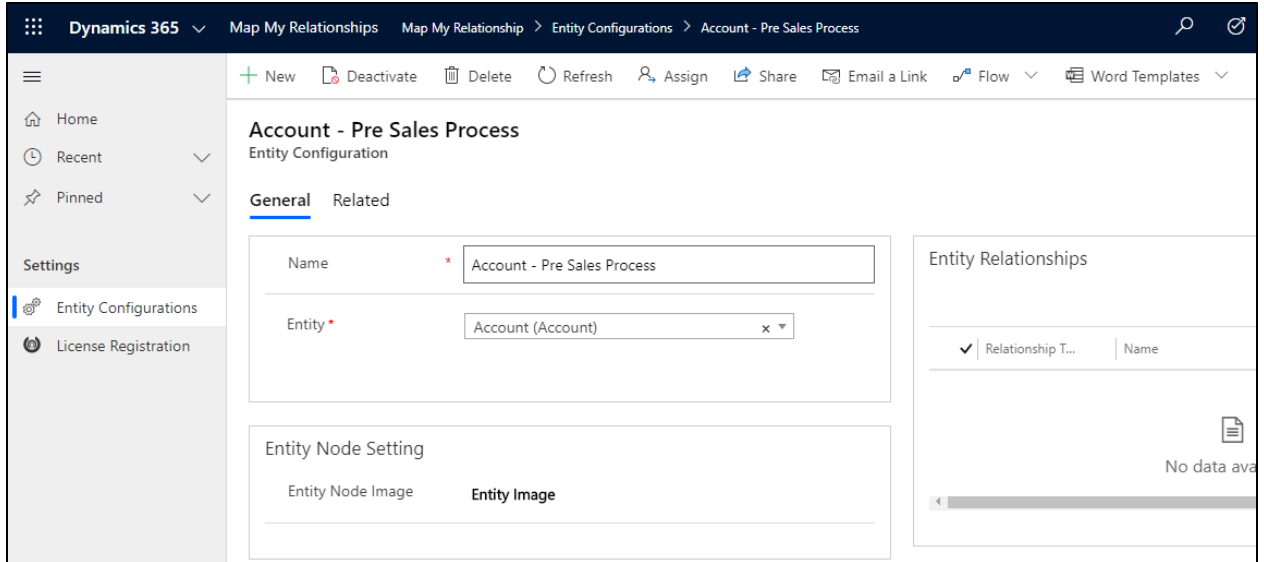 Dynamics 365 Map My Relationships Map My Relationship > Entity Configurations > Account - Pre Sales Process
New Deactivate Delete Refresh Assign Share Email a Link Flow Word Templates
Home
Recent
Pinned
Settings
Entity Configurations
License Registration
Account - Pre Sales Process
Entity Configuration
General Related
Name * Account - Pre Sales Process
Entity * Account (Account)
Entity Node Setting
Entity Node Image Entity Image
Entity Relationships
Relationship T... Name
No data ava